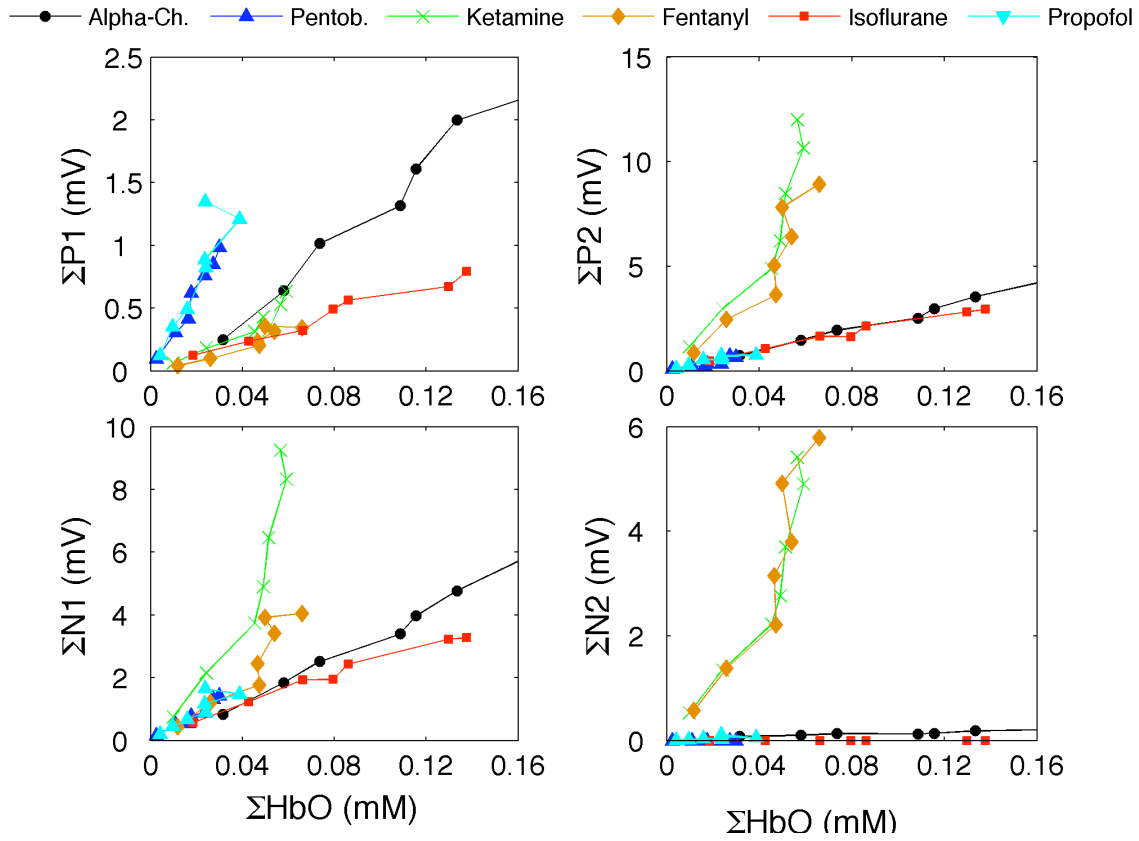 Alpha-Ch. Pentob. Ketamine Fentanyl Isoflurane Propofol
ΣP1 (mV)
2.5
2
1.5
1
0.5
0
0 0.04 0.08 0.12 0.16
ΣP2 (mV)
15
10
5
0
0 0.04 0.08 0.12 0.16
ΣN1 (mV)
10
8
6
4
2
0
0 0.04 0.08 0.12 0.16
ΣHbO (mM)
ΣN2 (mV)
6
4
2
0
0 0.04 0.08 0.12 0.16
ΣHbO (mM)